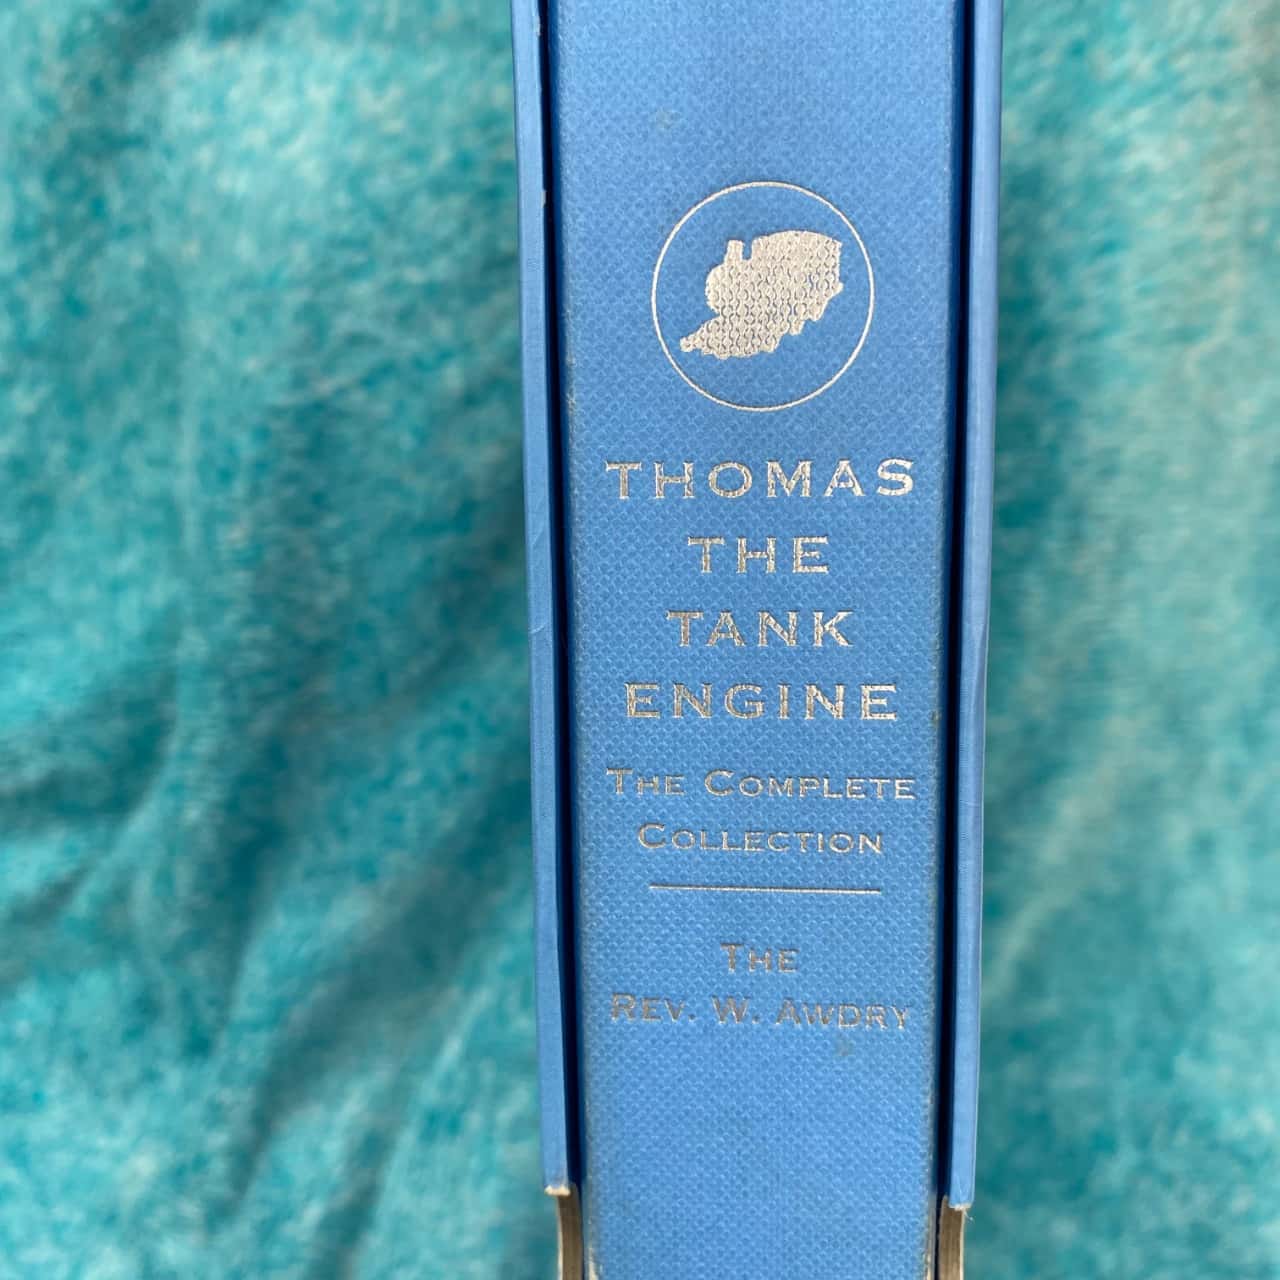 THOMAS
THE
TANK
ENGINE
THE COMPLETE
COLLECTION
THE
REV. W. AWDRY